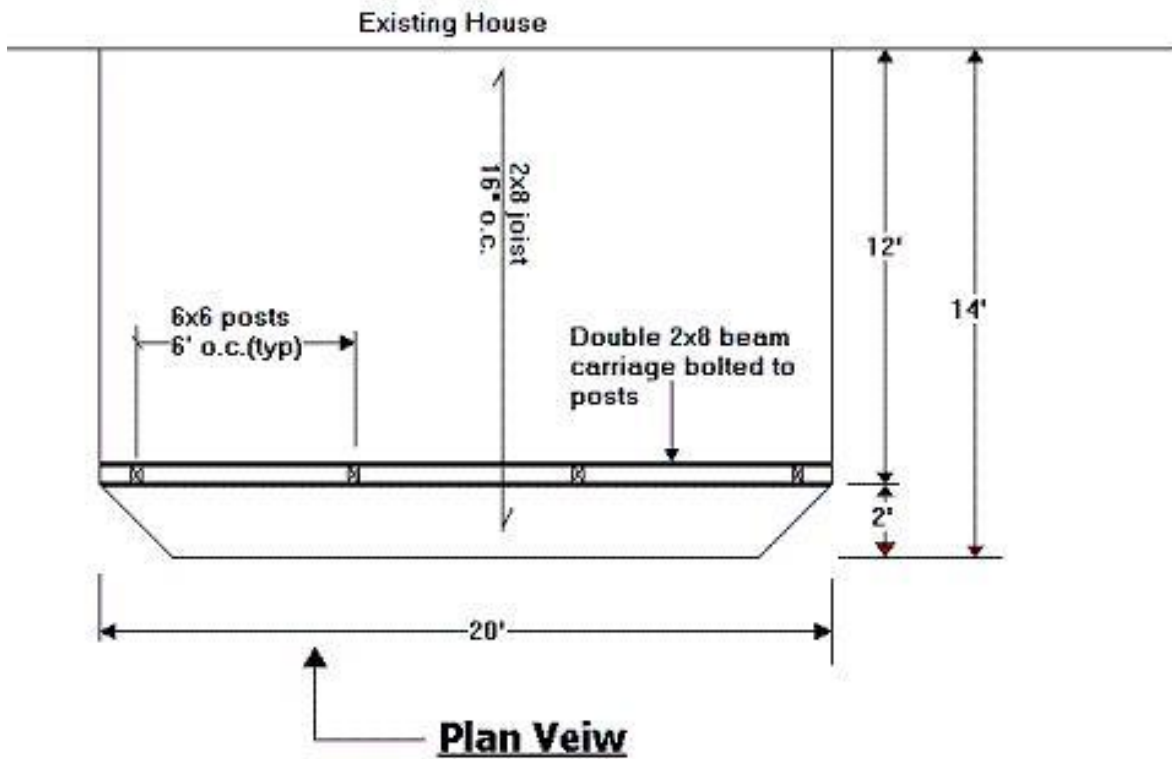 Existing House
2x8 joist
16" o.c.
12'
14'
6x6 posts
6' o.c.(typ)
Double 2x8 beam
carriage bolted to
posts
2'
20'
Plan Veiw